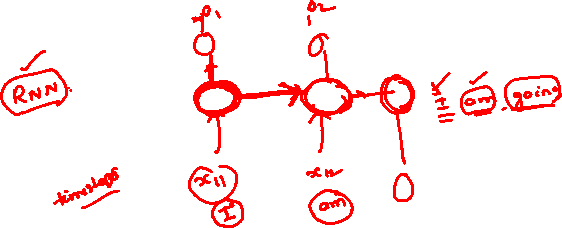 O1 O2
RNN
am going
x11 x12
timesteps
I am